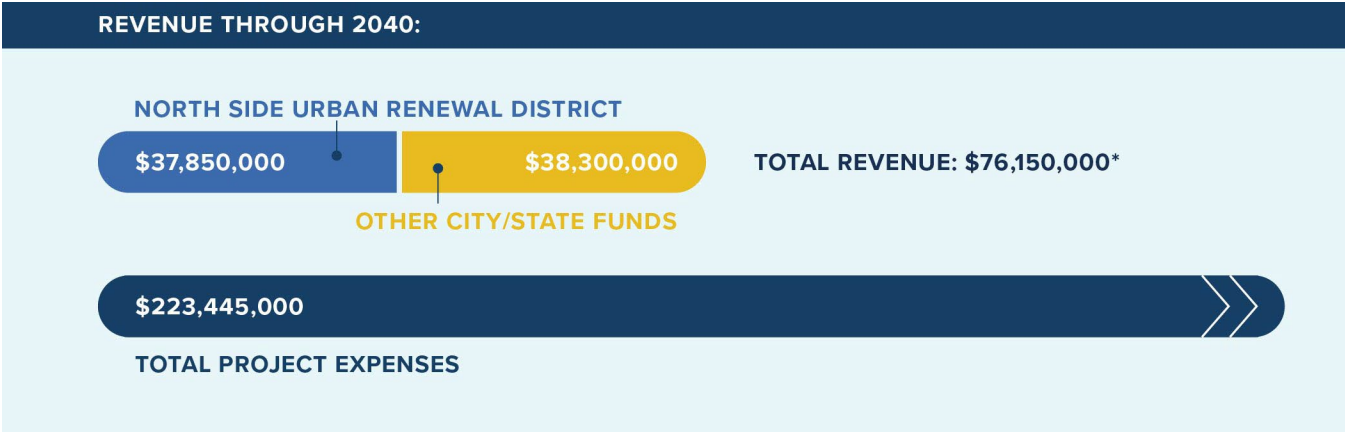 REVENUE THROUGH 2040:
NORTH SIDE URBAN RENEWAL DISTRICT
$37,850,000
$38,300,000
TOTAL REVENUE: $76,150,000*
OTHER CITY/STATE FUNDS
$223,445,000
TOTAL PROJECT EXPENSES